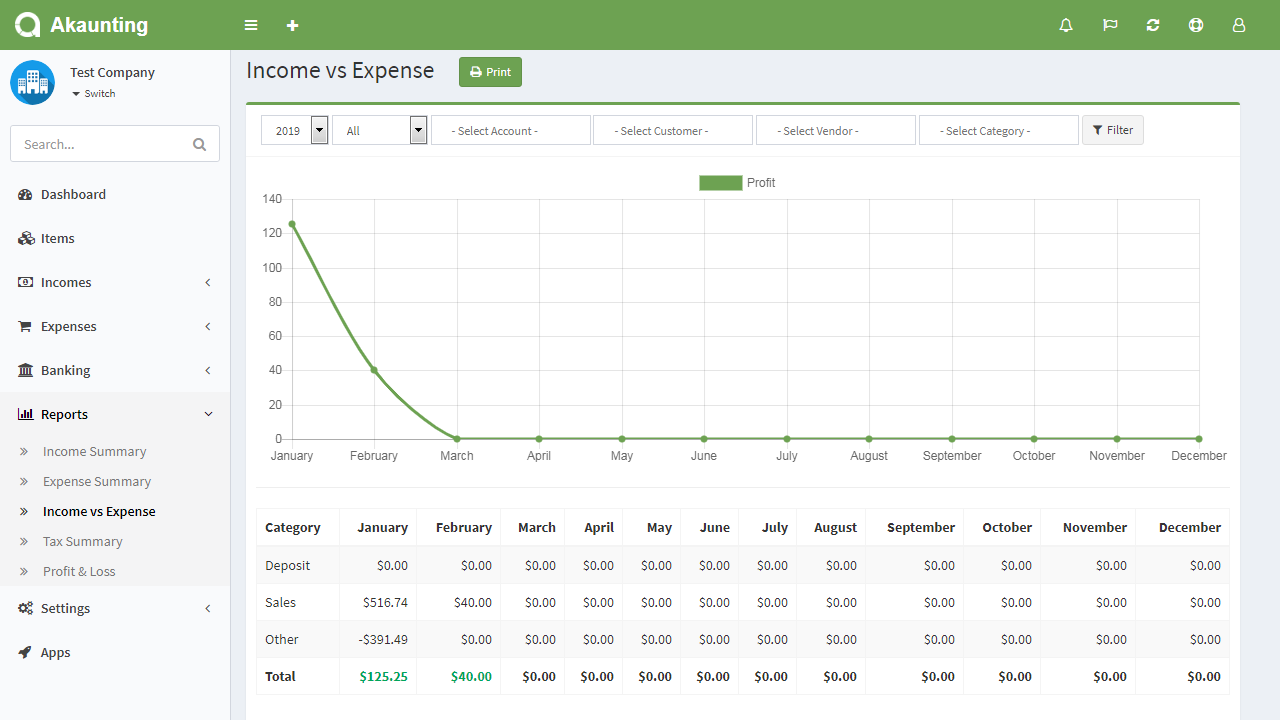 Akaunting
Test Company
Switch
Search...
Dashboard
Items
Incomes
Expenses
Banking
Reports
Income Summary
Expense Summary
Income vs Expense
Tax Summary
Profit & Loss
Settings
Apps
Income vs Expense Print
2019 All - Select Account - - Select Customer - - Select Vendor - - Select Category - Filter
Profit
140
120
100
80
60
40
20
0
January February March April May June July August September October November December
Category January February March April May June July August September October November December
Deposit $0.00 $0.00 $0.00 $0.00 $0.00 $0.00 $0.00 $0.00 $0.00 $0.00 $0.00 $0.00
Sales $516.74 $40.00 $0.00 $0.00 $0.00 $0.00 $0.00 $0.00 $0.00 $0.00 $0.00 $0.00
Other -$391.49 $0.00 $0.00 $0.00 $0.00 $0.00 $0.00 $0.00 $0.00 $0.00 $0.00 $0.00
Total $125.25 $40.00 $0.00 $0.00 $0.00 $0.00 $0.00 $0.00 $0.00 $0.00 $0.00 $0.00